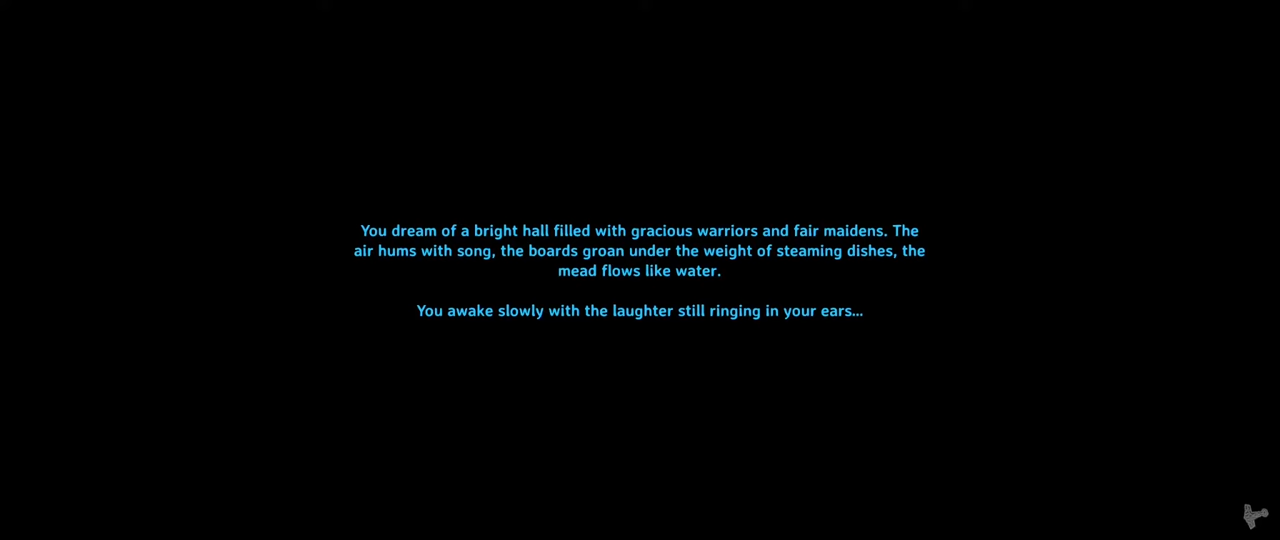 You dream of a bright hall filled with gracious warriors and fair maidens. The
air hums with song, the boards groan under the weight of steaming dishes, the
mead flows like water.
You awake slowly with the laughter still ringing in your ears...